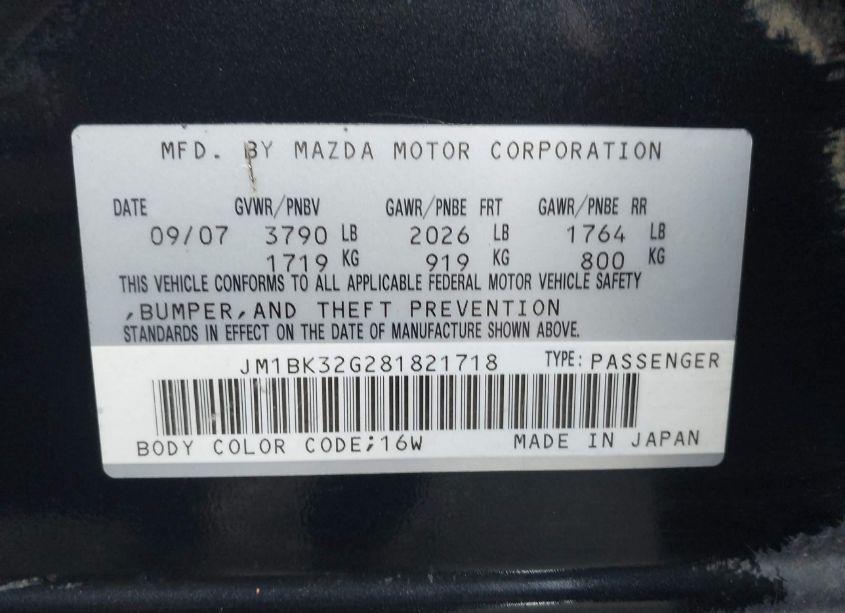 MFD. BY MAZDA MOTOR CORPORATION
DATE GVWR/PNBV GAWR/PNBE FRT GAWR/PNBE RR
09/07 3790 LB 2026 LB 1764 LB
1719 KG 919 KG 800 KG
THIS VEHICLE CONFORMS TO ALL APPLICABLE FEDERAL MOTOR VEHICLE SAFETY
,BUMPER,AND THEFT PREVENTION
STANDARDS IN EFFECT ON THE DATE OF MANUFACTURE SHOWN ABOVE.
JM1BK32G281821718 TYPE: PASSENGER
BODY COLOR CODE;16W MADE IN JAPAN